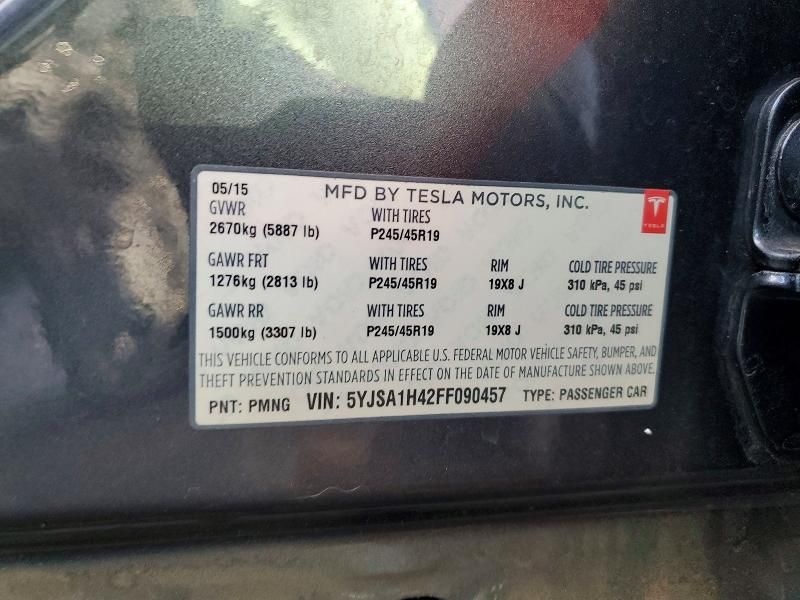 05/15 MFD BY TESLA MOTORS, INC.
GVWR WITH TIRES
2670kg (5887 lb) P245/45R19
TESLA
GAWR FRT WITH TIRES RIM COLD TIRE PRESSURE
1276kg (2813 lb) P245/45R19 19X8 J 310 kPa, 45 psi
GAWR RR WITH TIRES RIM COLD TIRE PRESSURE
1500kg (3307 lb) P245/45R19 19X8 J 310 kPa, 45 psi
THIS VEHICLE CONFORMS TO ALL APPLICABLE U.S. FEDERAL MOTOR VEHICLE SAFETY, BUMPER, AND
THEFT PREVENTION STANDARDS IN EFFECT ON THE DATE OF MANUFACTURE SHOWN ABOVE.
PNT: PMNG VIN: 5YJSA1H42FF090457 TYPE: PASSENGER CAR